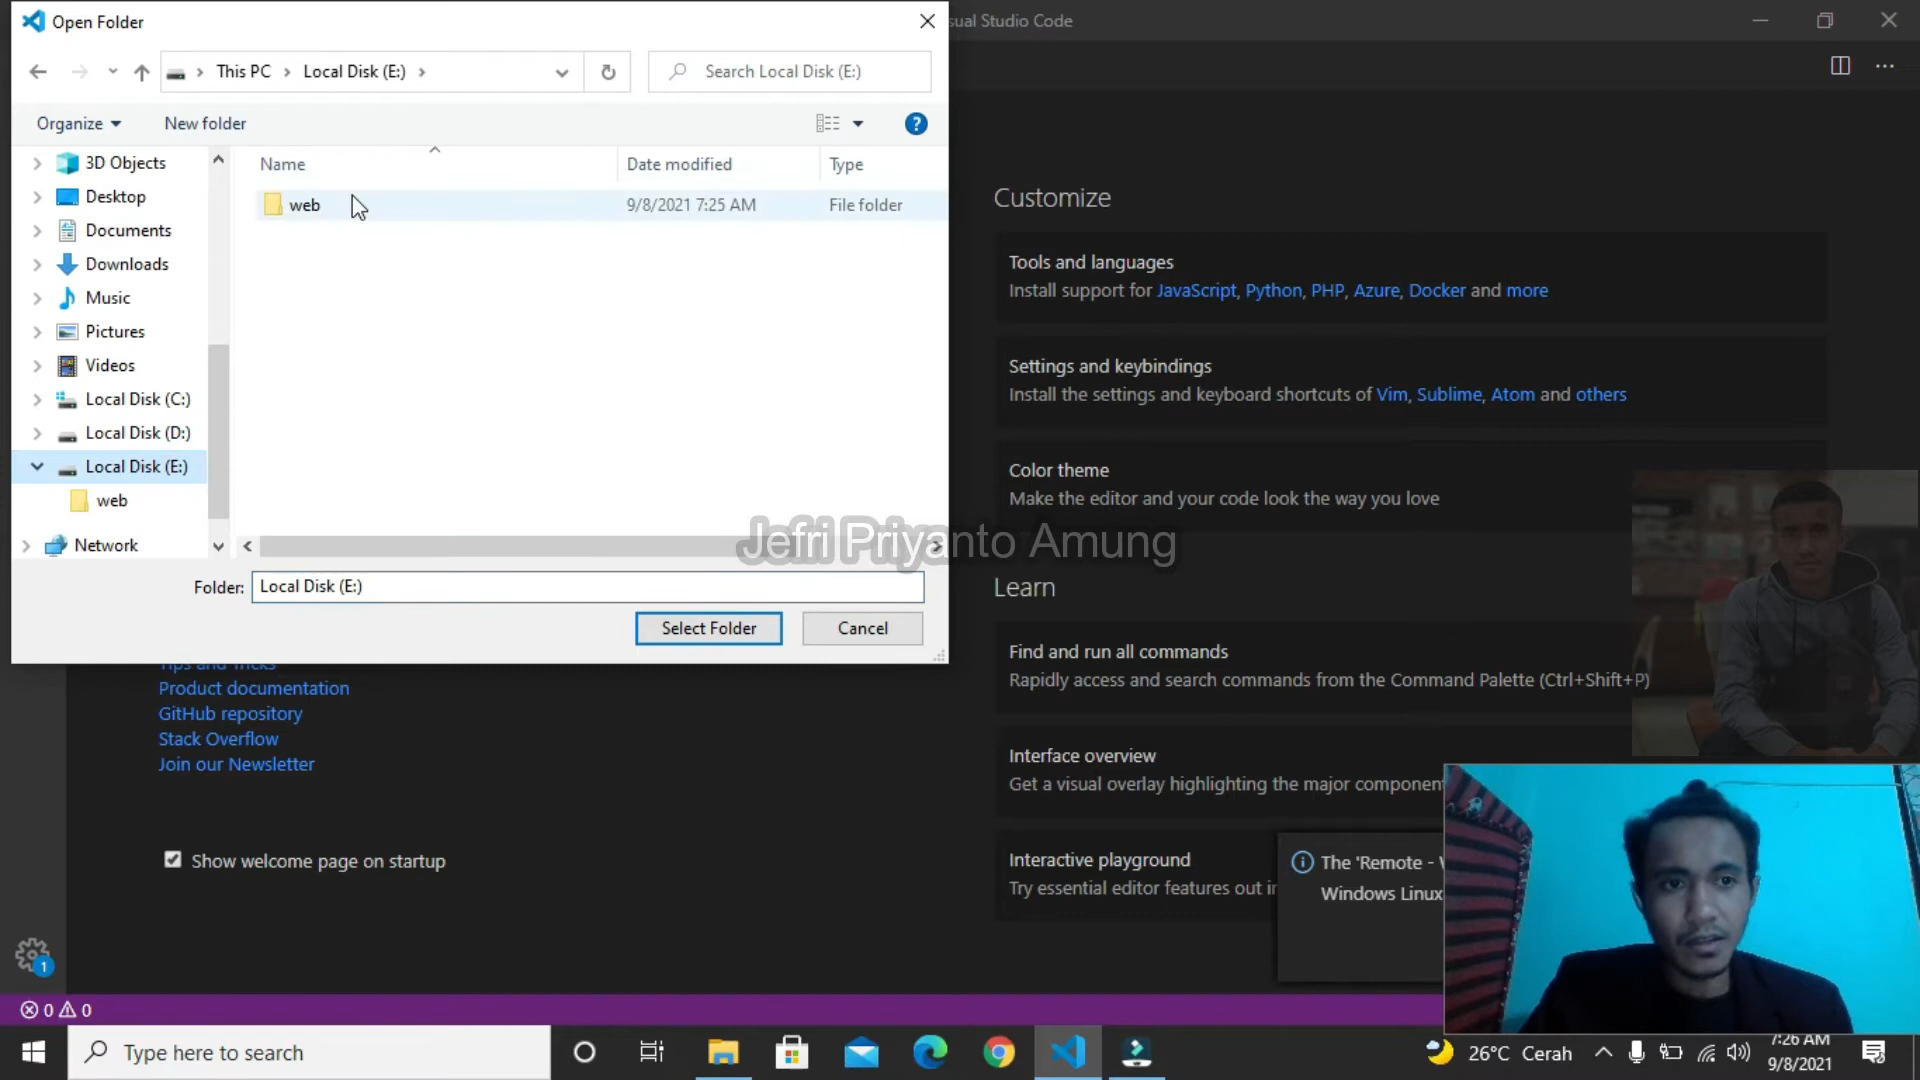 Open Folder
sual Studio Code
This PC
Local Disk (E:)
Search Local Disk (E:)
Organize
New folder
Name
Date modified
Type
web
9/8/2021 7:25 AM
File folder
3D Objects
Desktop
Documents
Downloads
Music
Pictures
Videos
Local Disk (C:)
Local Disk (D:)
Local Disk (E:)
web
Network
Folder:
Local Disk (E:)
Select Folder
Cancel
Jefri Priyanto Amung
Tips and Tricks
Product documentation
GitHub repository
Stack Overflow
Join our Newsletter
Show welcome page on startup
Customize
Tools and languages
Install support for JavaScript, Python, PHP, Azure, Docker and more
Settings and keybindings
Install the settings and keyboard shortcuts of Vim, Sublime, Atom and others
Color theme
Make the editor and your code look the way you love
Learn
Find and run all commands
Rapidly access and search commands from the Command Palette (Ctrl+Shift+P)
Interface overview
Get a visual overlay highlighting the major component
Interactive playground
Try essential editor features out i
The 'Remote -
Windows Linux
1
0
0
Type here to search
26°C Cerah
7:26 AM
9/8/2021